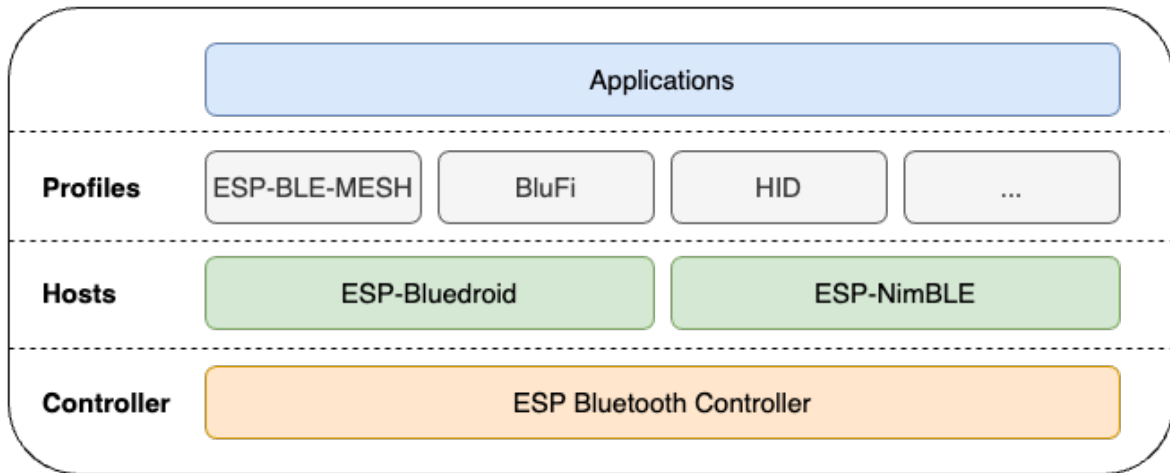 Applications
Profiles
ESP-BLE-MESH
BluFi
HID
...
Hosts
ESP-Bluedroid
ESP-NimBLE
Controller
ESP Bluetooth Controller